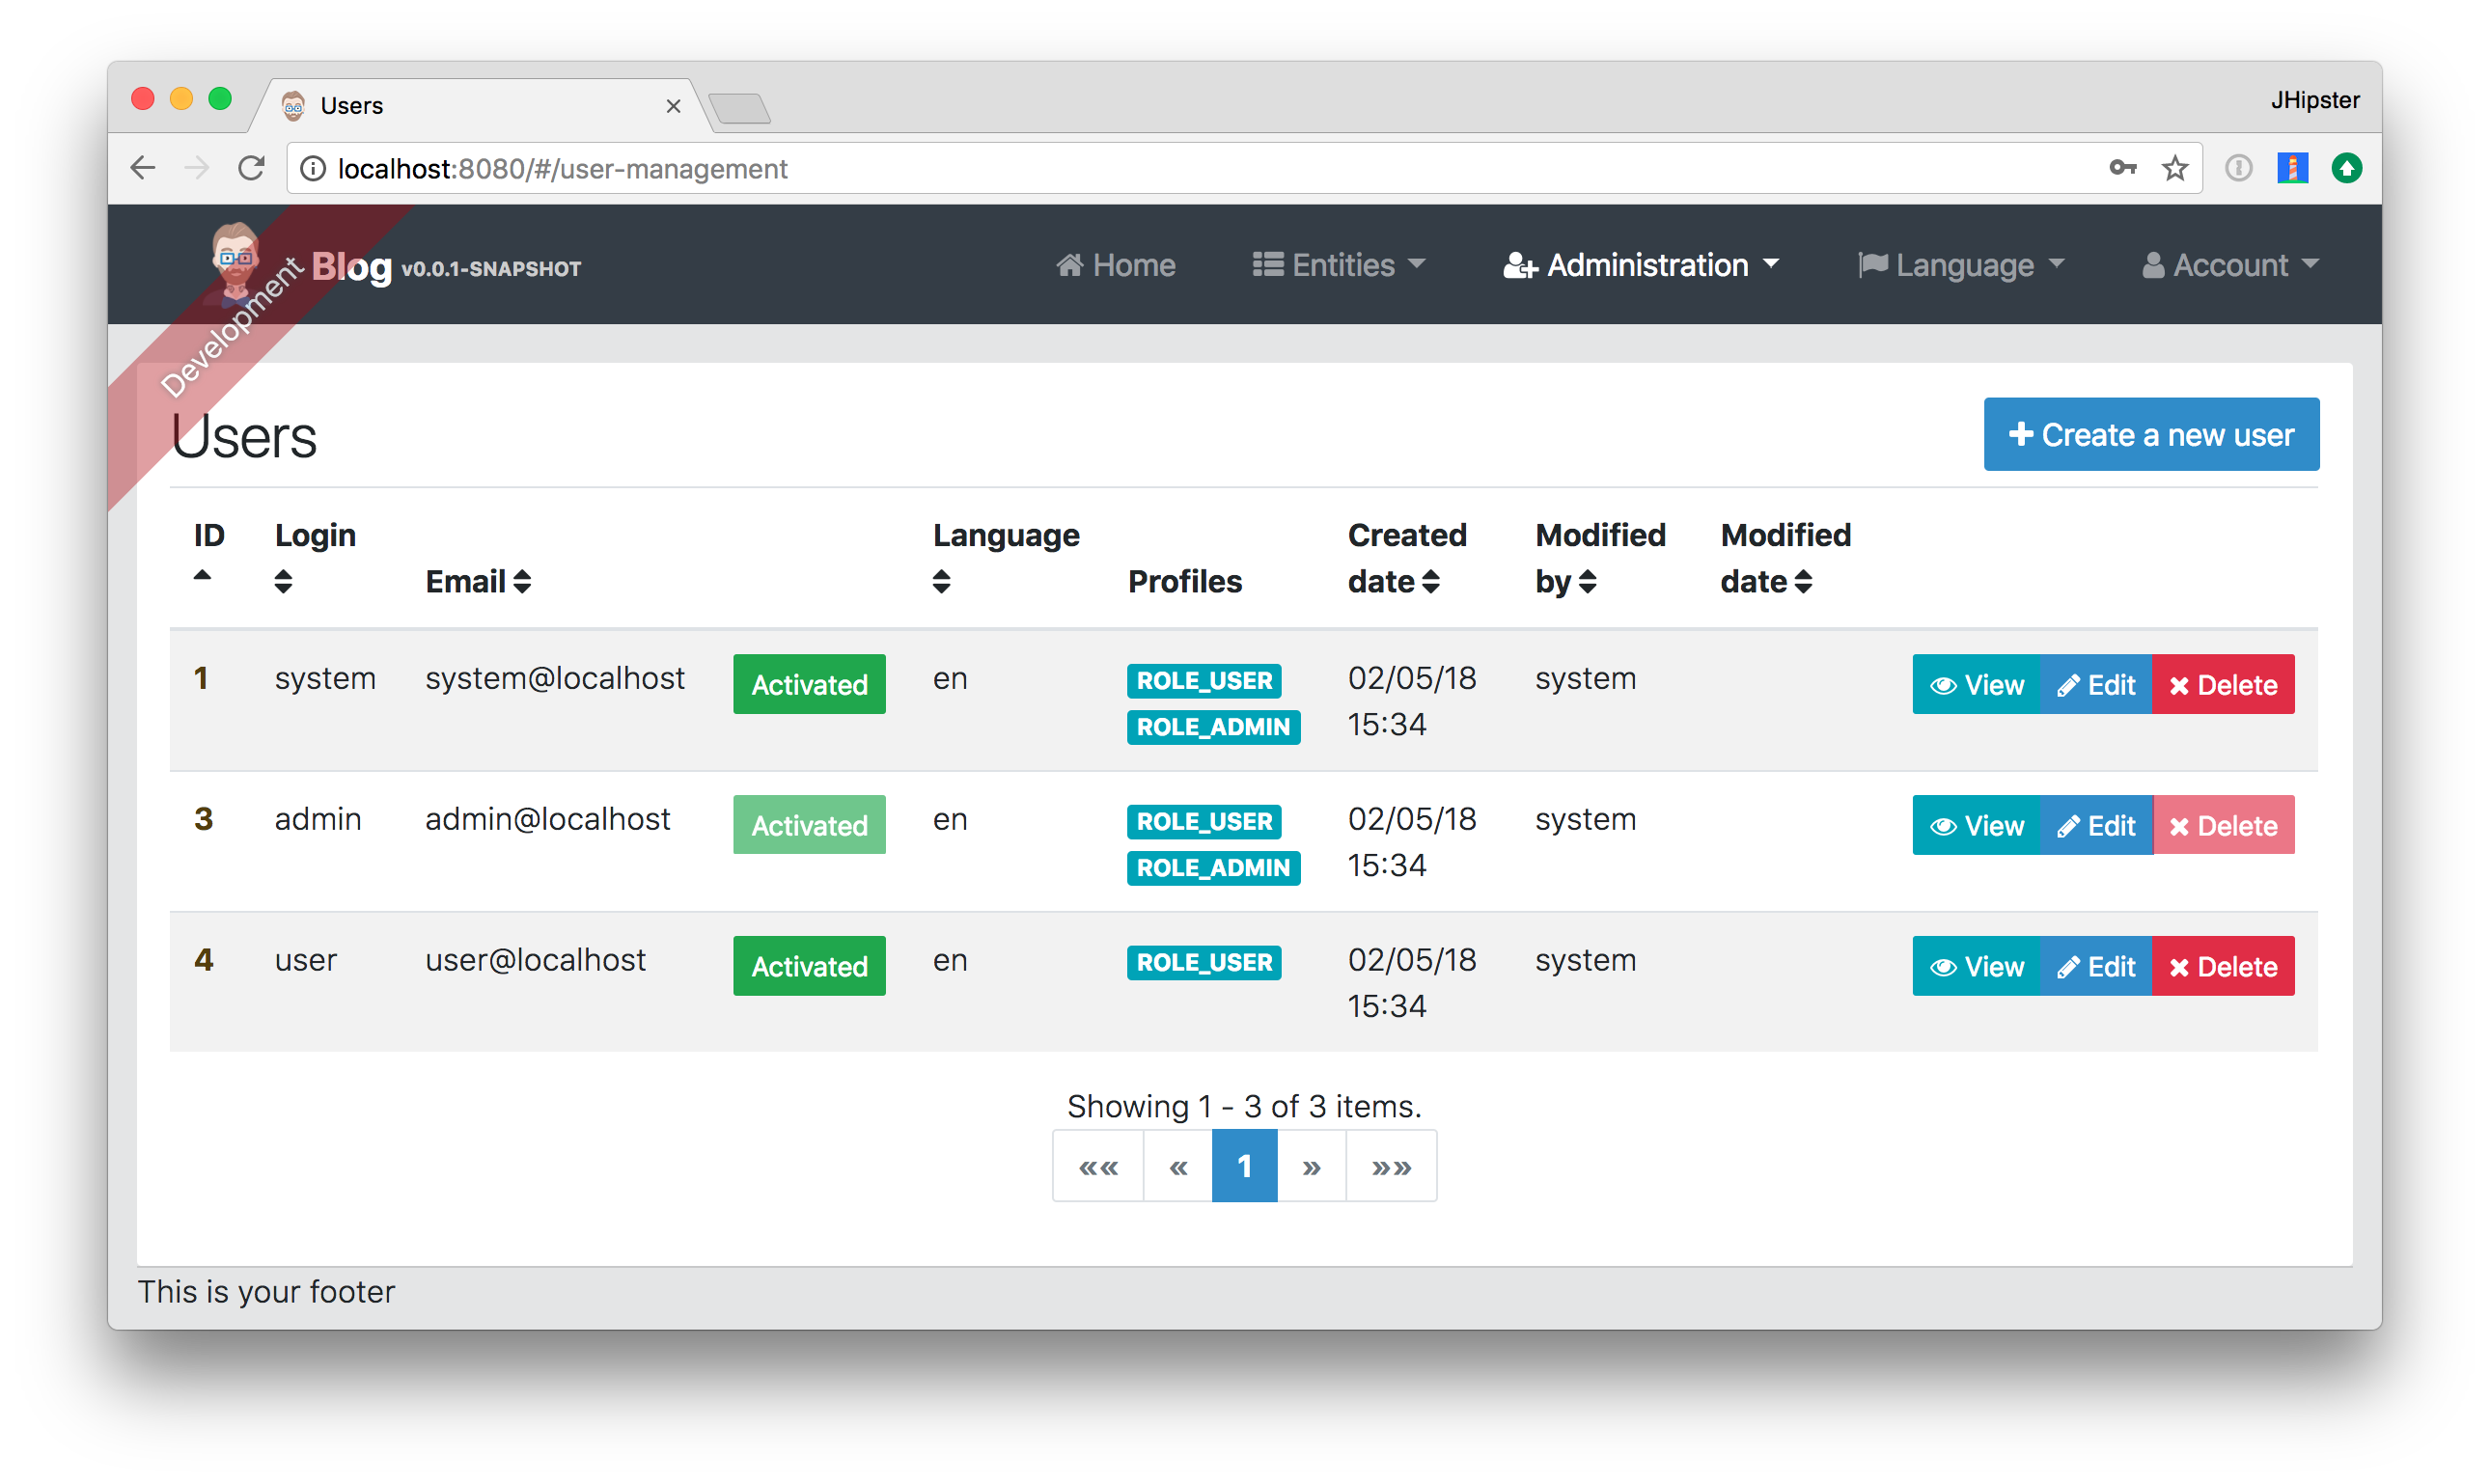 Users
JHipster
localhost:8080/#/user-management
Development
Blog v0.0.1-SNAPSHOT
Home
Entities
Administration
Language
Account
Users
+ Create a new user
ID
Login
Email
Language
Profiles
Created date
Modified by
Modified date
1 system system@localhost Activated en ROLE_USER 02/05/18 system View Edit Delete
ROLE_ADMIN 15:34
3 admin admin@localhost Activated en ROLE_USER 02/05/18 system View Edit Delete
ROLE_ADMIN 15:34
4 user user@localhost Activated en ROLE_USER 02/05/18 system View Edit Delete
15:34
Showing 1 - 3 of 3 items.
«« « 1 » »»
This is your footer